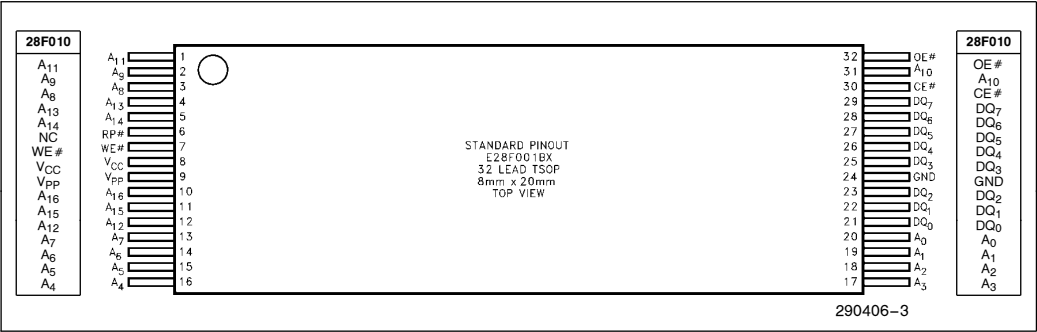 28F010
A11
A9
A8
A13
A14
NC
WE#
VCC
VPP
A16
A15
A12
A7
A6
A5
A4
A11 1
A9 2
A8 3
A13 4
A14 5
RP# 6
WE# 7
VCC 8
VPP 9
A16 10
A15 11
A12 12
A7 13
A6 14
A5 15
A4 16
STANDARD PINOUT
E28F001BX
32 LEAD TSOP
8mm x 20mm
TOP VIEW
32 OE#
31 A10
30 CE#
29 DQ7
28 DQ6
27 DQ5
26 DQ4
25 DQ3
24 GND
23 DQ2
22 DQ1
21 DQ0
20 A0
19 A1
18 A2
17 A3
28F010
OE#
A10
CE#
DQ7
DQ6
DQ5
DQ4
DQ3
GND
DQ2
DQ1
DQ0
A0
A1
A2
A3
290406-3